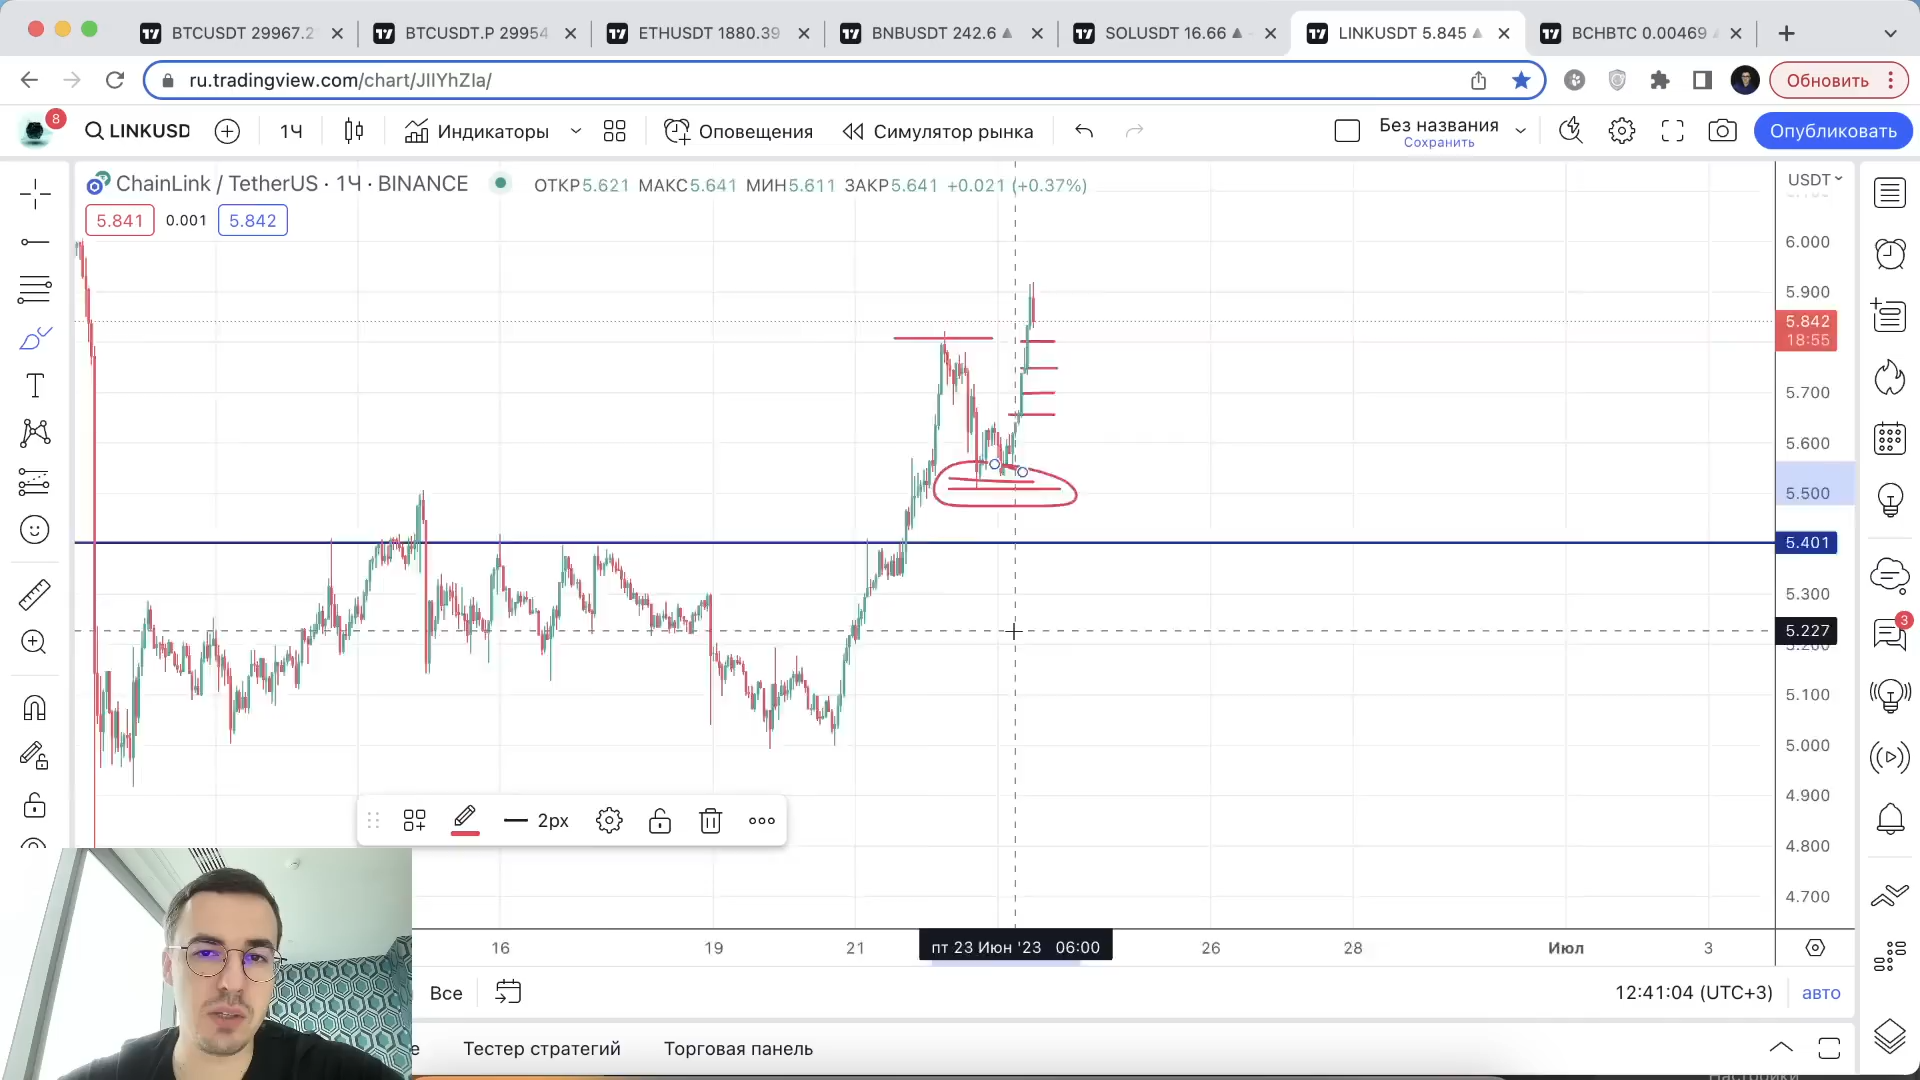 BTCUSDT 29967.2
BTCUSDT.P 29954
ETHUSDT 1880.39
BNBUSDT 242.6 ▲
SOLUSDT 16.66 ▲
LINKUSDT 5.845 ▲
BCHBTC 0.00469
ru.tradingview.com/chart/JIIYhZIa/
Обновить
8
LINKUSD
1Ч
Индикаторы
Оповещения
Симулятор рынка
Без названия
Сохранить
Опубликовать
ChainLink / TetherUS · 1Ч · BINANCE
ОТКР5.621 МАКС5.641 МИН5.611 ЗАКР5.641 +0.021 (+0.37%)
USDT
5.841
0.001
5.842
6.000
5.900
5.842
18:55
5.700
5.600
5.500
5.401
5.300
5.227
5.200
5.100
5.000
4.900
4.800
4.700
3
2px
16
19
21
пт 23 Июн '23 06:00
26
28
Июл
3
Все
12:41:04 (UTC+3)
авто
Тестер стратегий
Торговая панель